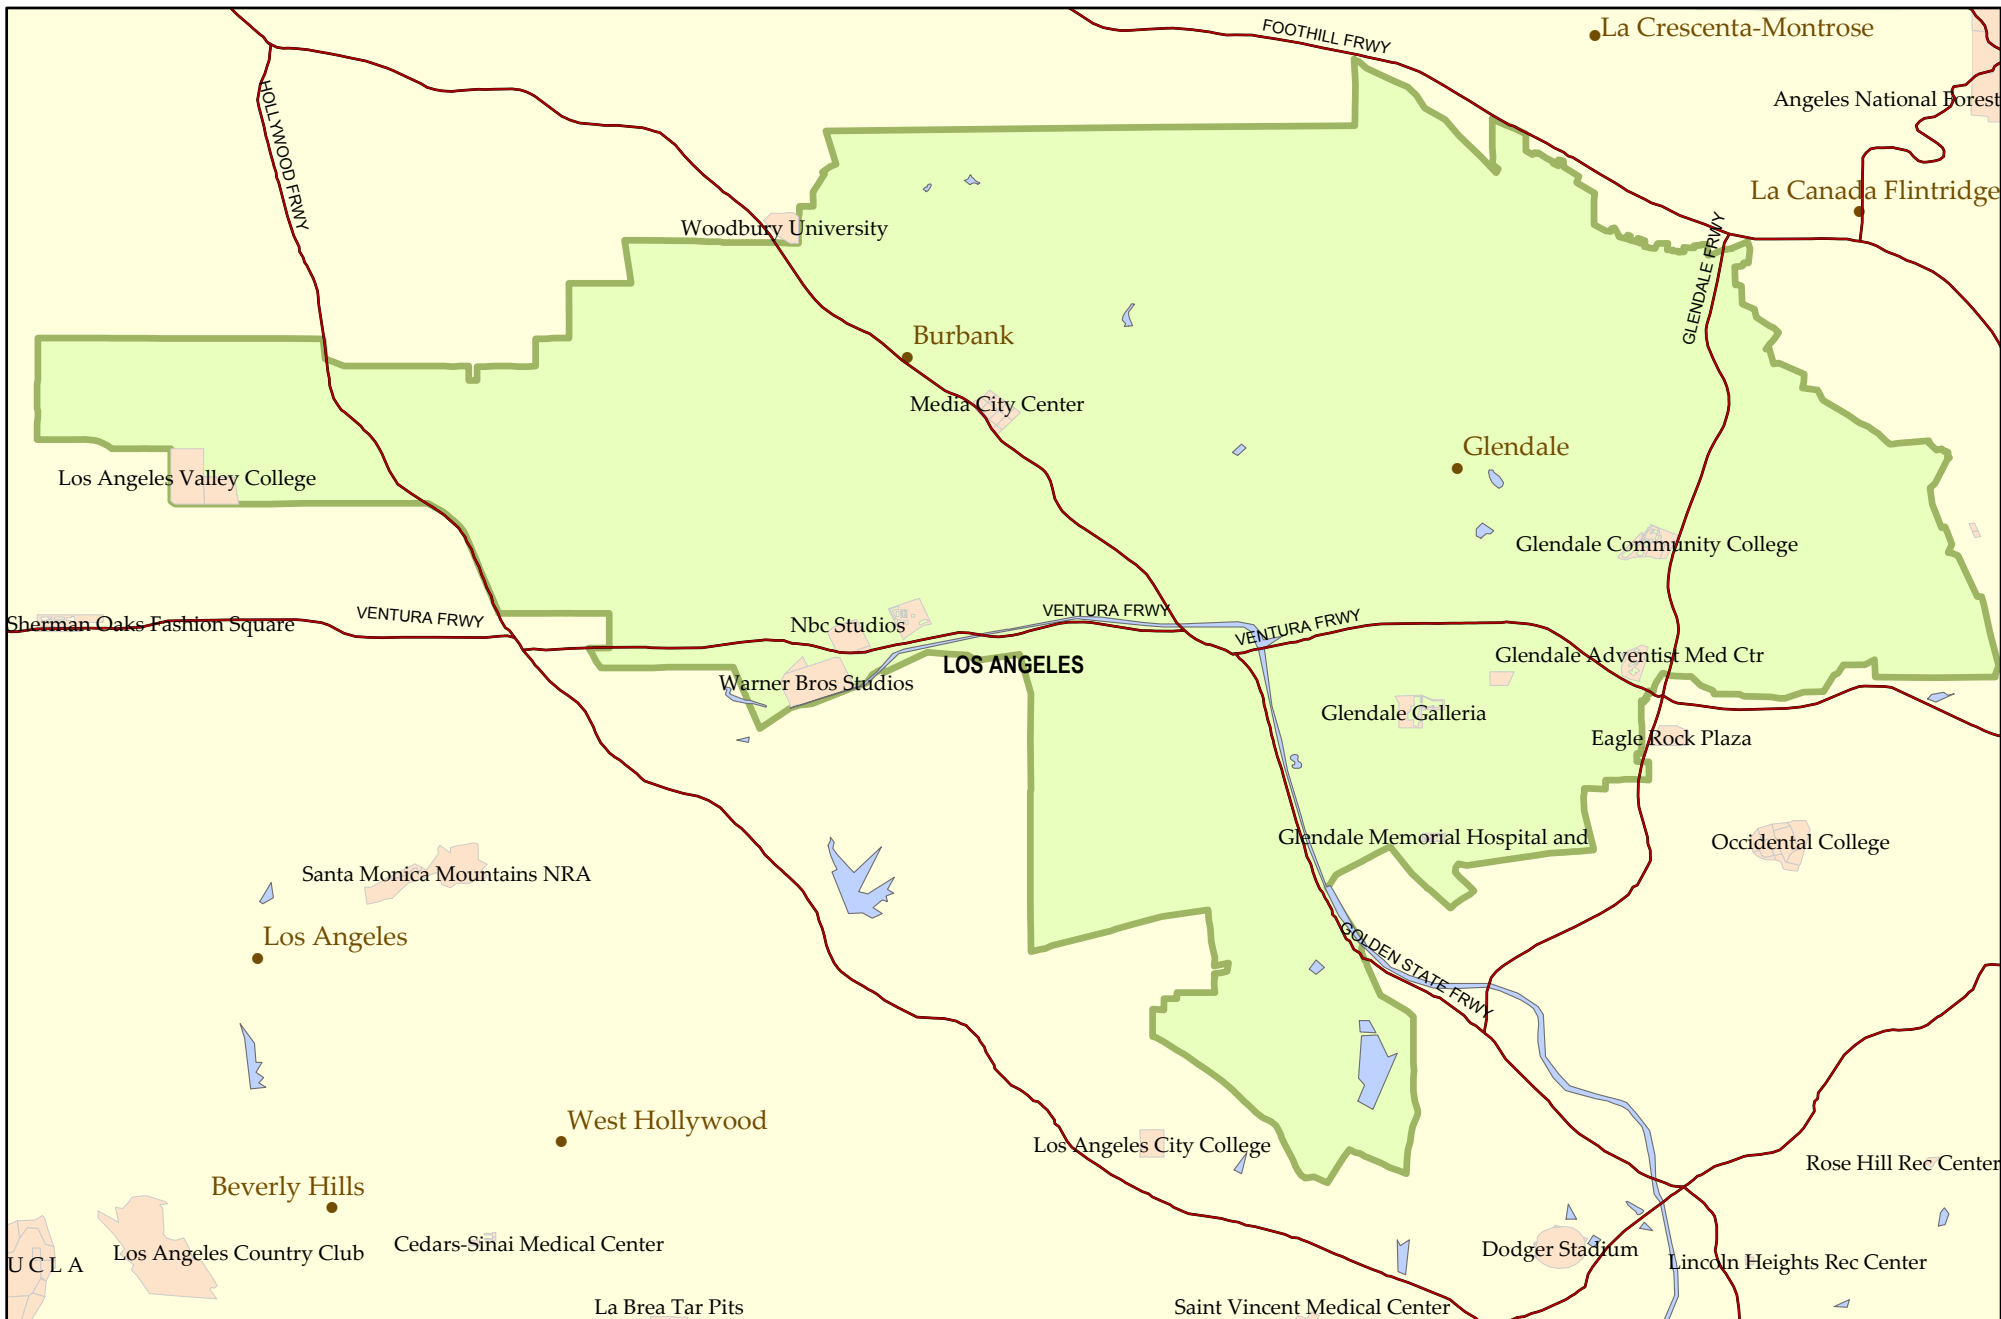 La Crescenta-Montrose
FOOTHILL FRWY
Angeles National Forest
HOLLYWOOD FRWY
La Canada Flintridge
Woodbury University
GLENDALE FRWY
Burbank
Media City Center
Glendale
Los Angeles Valley College
Glendale Community College
Sherman Oaks Fashion Square
VENTURA FRWY
Nbc Studios
VENTURA FRWY
VENTURA FRWY
LOS ANGELES
Glendale Adventist Med Ctr
Warner Bros Studios
Glendale Galleria
Eagle Rock Plaza
Glendale Memorial Hospital and
Occidental College
Santa Monica Mountains NRA
Los Angeles
GOLDEN STATE FRWY
West Hollywood
Los Angeles City College
Rose Hill Rec Center
Beverly Hills
Cedars-Sinai Medical Center
Los Angeles Country Club
Dodger Stadium
U C L A
Lincoln Heights Rec Center
La Brea Tar Pits
Saint Vincent Medical Center